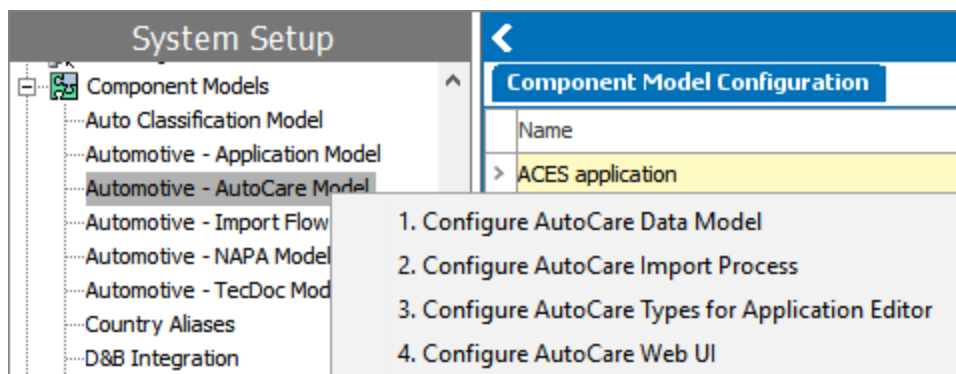 System Setup
Component Models
Auto Classification Model
Automotive - Application Model
Automotive - AutoCare Model
Automotive - Import Flow
Automotive - NAPA Model
Automotive - TecDoc Mod
Country Aliases
D&B Integration
Component Model Configuration
Name
ACES application
1. Configure AutoCare Data Model
2. Configure AutoCare Import Process
3. Configure AutoCare Types for Application Editor
4. Configure AutoCare Web UI